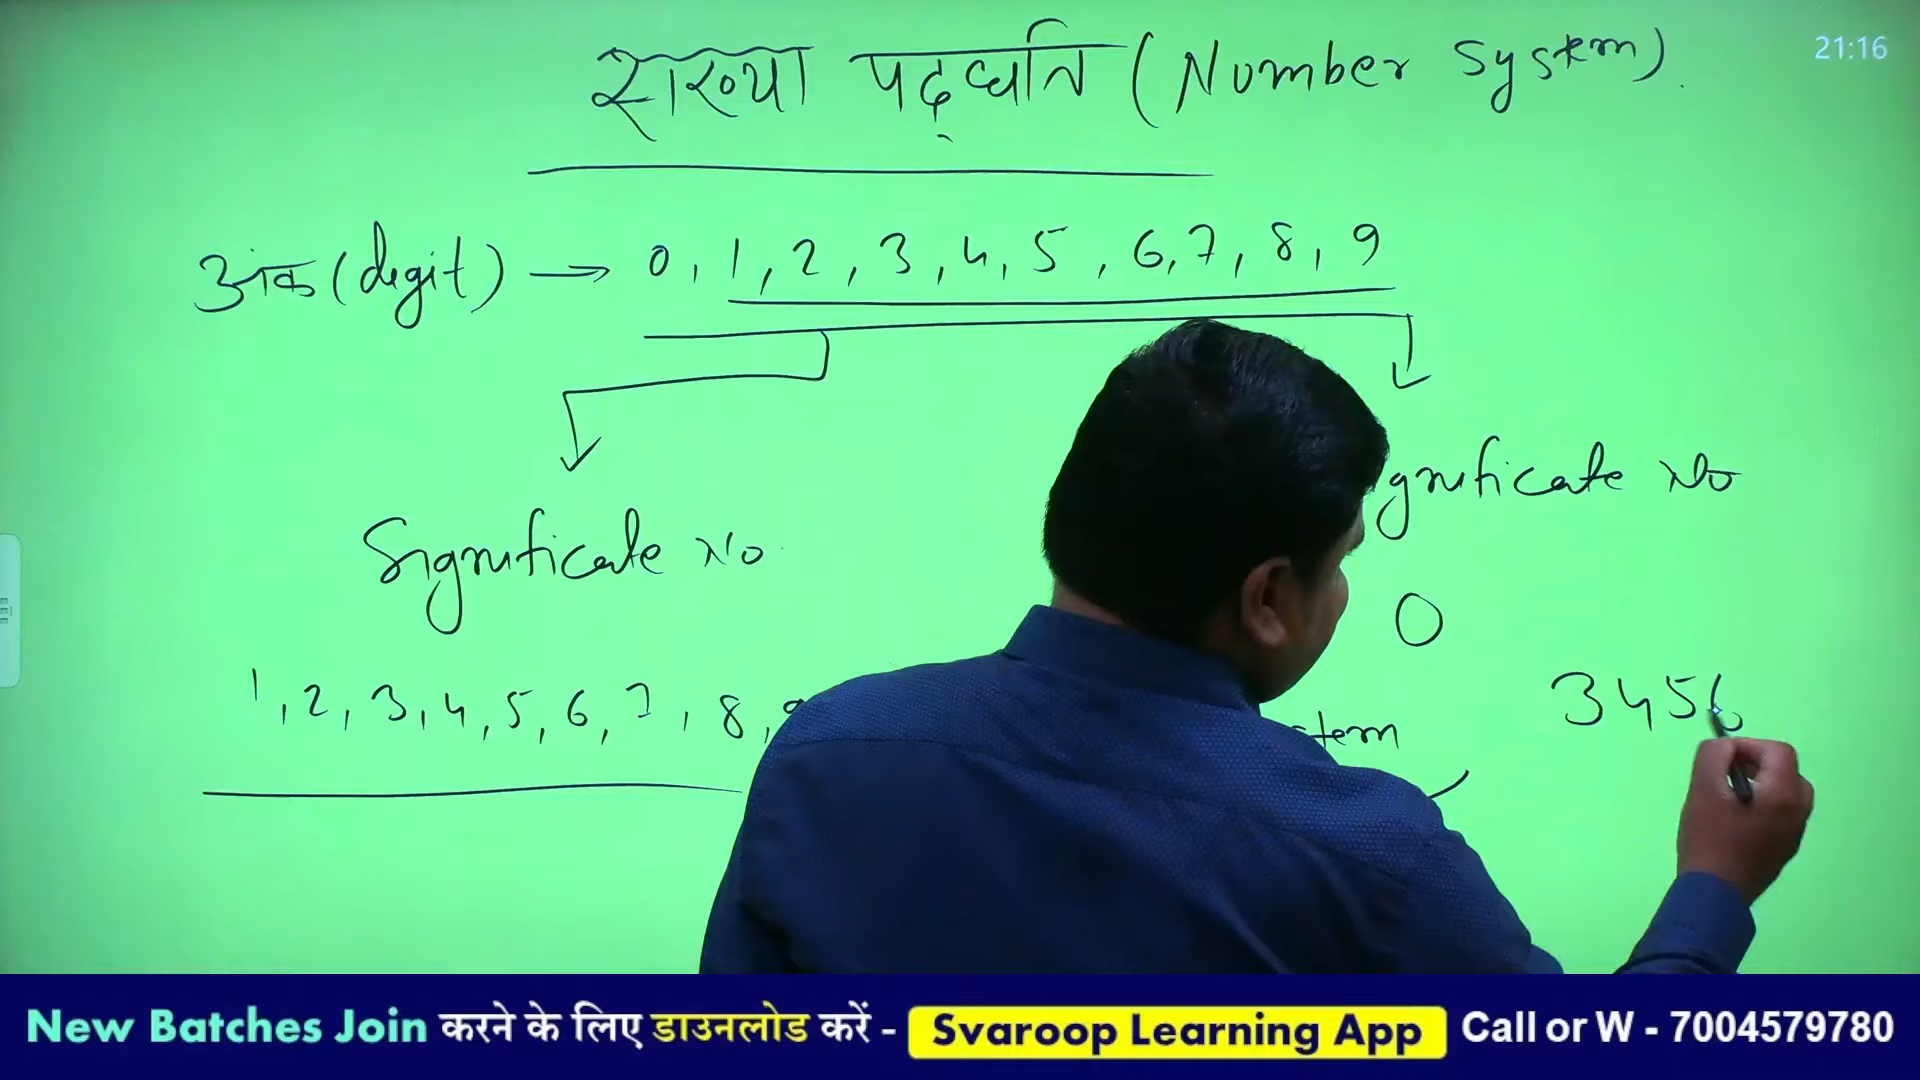 संख्या पद्धति (Number System)
21:16
अंक (digit) → 0, 1, 2, 3, 4, 5, 6, 7, 8, 9
gnificate No
Significate No
0
1, 2, 3, 4, 5, 6, 7, 8, 9
3456
stem
New Batches Join करने के लिए डाउनलोड करें - Svaroop Learning App Call or W - 7004579780